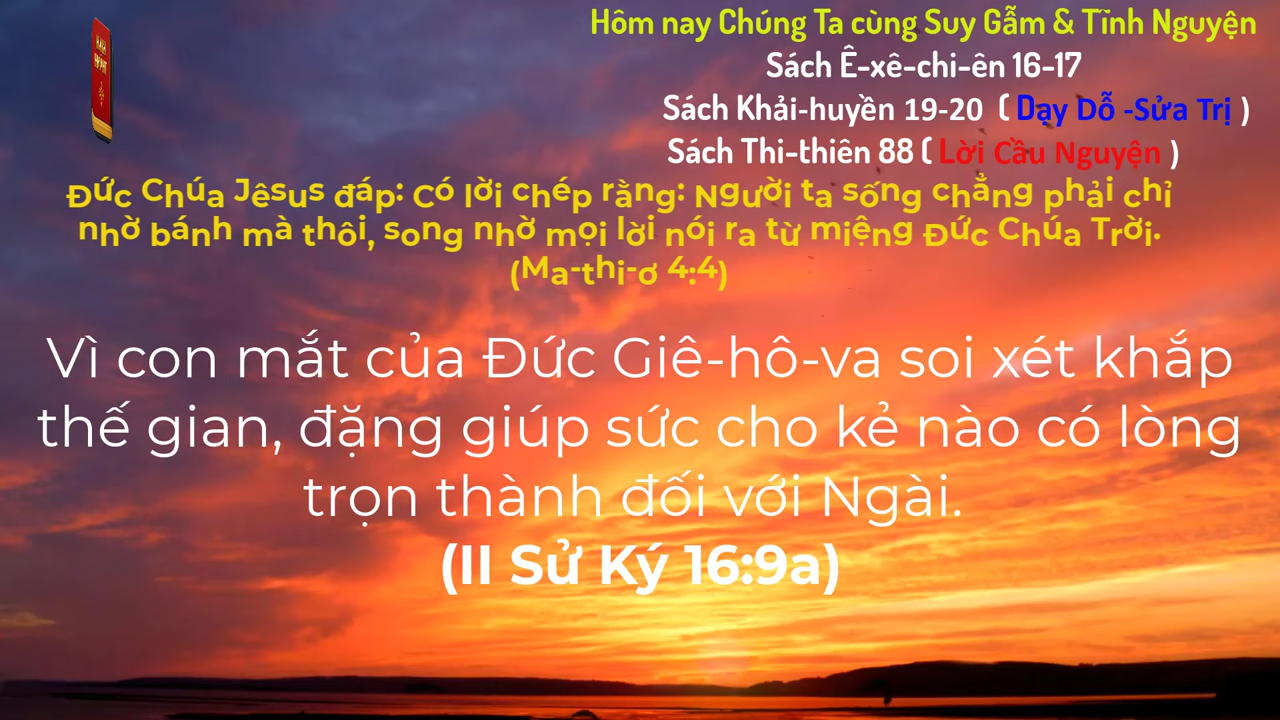 Hôm nay Chúng Ta cùng Suy Gẫm & Tĩnh Nguyện
Sách Ê-xê-chi-ên 16-17
Sách Khải-huyền 19-20 ( Dạy Dỗ -Sửa Trị )
Sách Thi-thiên 88 ( Lời Cầu Nguyện )
Đức Chúa Jêsus đáp: Có lời chép rằng: Người ta sống chẳng phải chỉ
nhờ bánh mà thôi, song nhờ mọi lời nói ra từ miệng Đức Chúa Trời.
(Ma-thi-ơ 4:4)
Vì con mắt của Đức Giê-hô-va soi xét khắp
thế gian, đặng giúp sức cho kẻ nào có lòng
trọn thành đối với Ngài.
(II Sử Ký 16:9a)